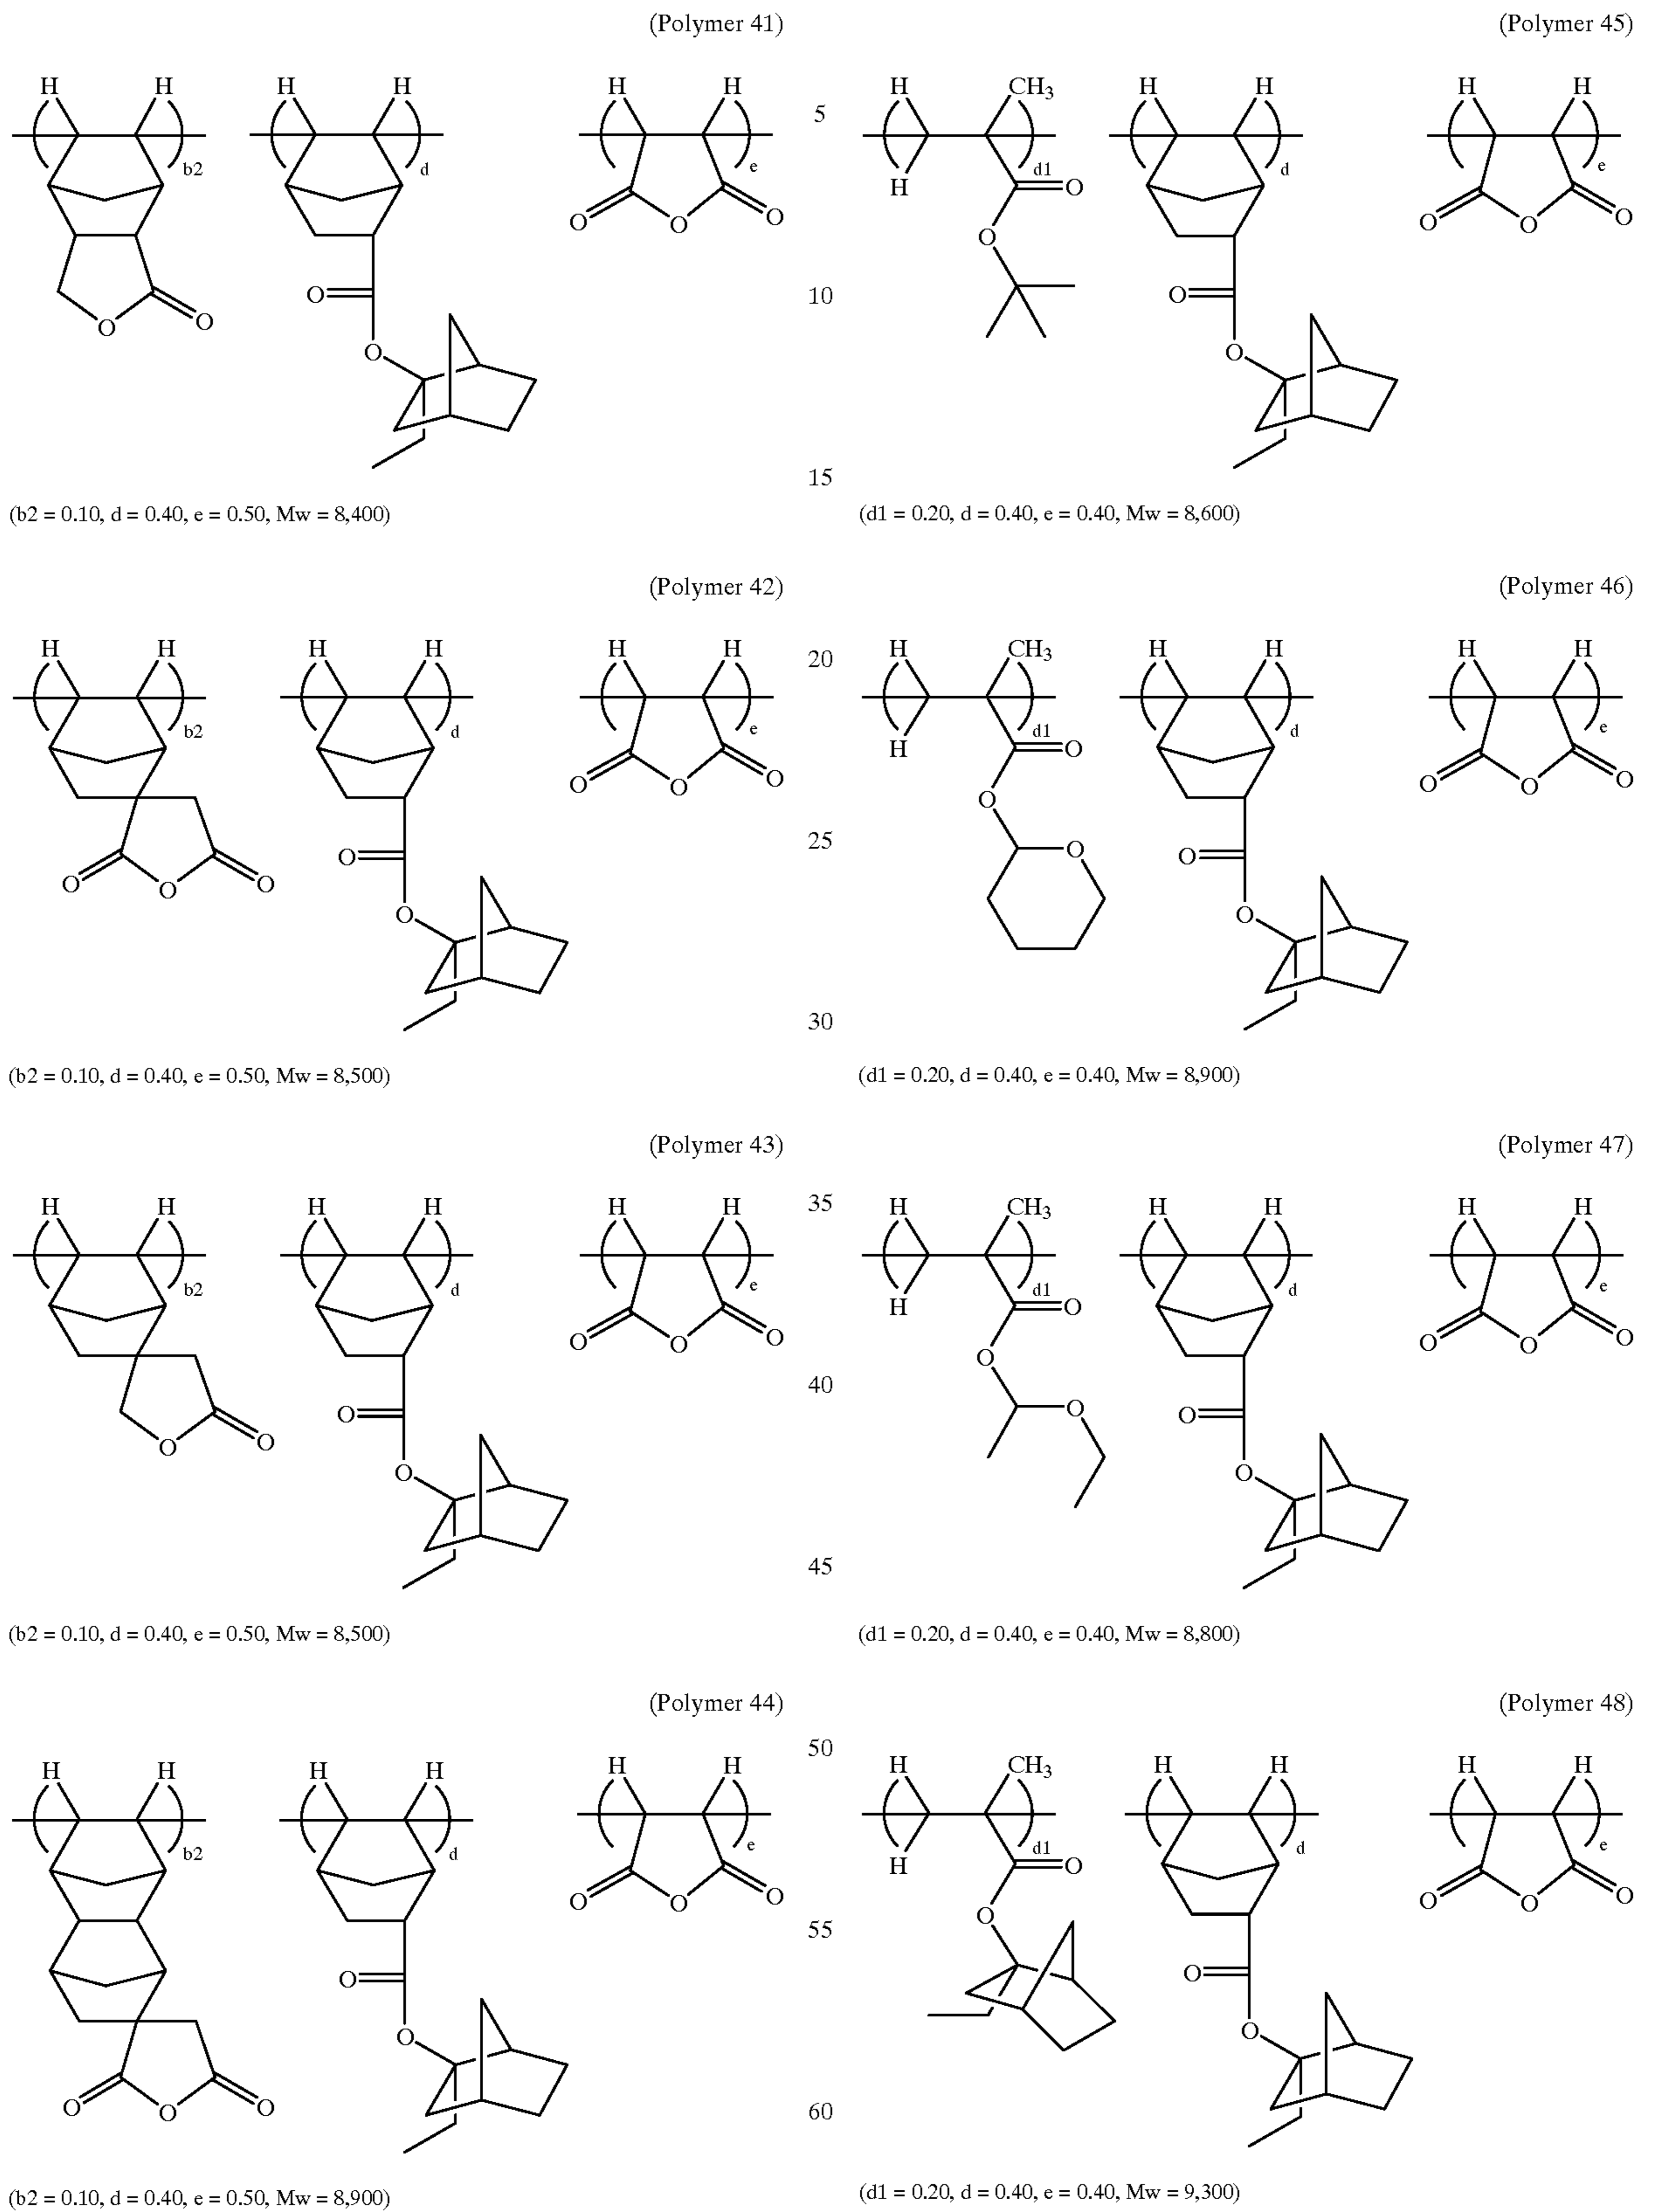 (Polymer 41)
H H H H H H
b2 d e
O O O O O
O
O
O
(b2 = 0.10, d = 0.40, e = 0.50, Mw = 8,400)
(Polymer 42)
H H H H H H
b2 d e
O O O
O O O O
O
(b2 = 0.10, d = 0.40, e = 0.50, Mw = 8,500)
(Polymer 43)
H H H H H H
b2 d e
O O O
O O O
O
(b2 = 0.10, d = 0.40, e = 0.50, Mw = 8,500)
(Polymer 44)
H H H H H H
b2 d e
O O O
O
O O O O
(b2 = 0.10, d = 0.40, e = 0.50, Mw = 8,900)
5
10
15
20
25
30
35
40
45
50
55
60
(Polymer 45)
H CH3 H H H H
d1 d e
H O O O O
O
O
O
(d1 = 0.20, d = 0.40, e = 0.40, Mw = 8,600)
(Polymer 46)
H CH3 H H H H
d1 d e
H O O O O
O
O O
O
(d1 = 0.20, d = 0.40, e = 0.40, Mw = 8,900)
(Polymer 47)
H CH3 H H H H
d1 d e
H O O O O
O
O O
O
(d1 = 0.20, d = 0.40, e = 0.40, Mw = 8,800)
(Polymer 48)
H CH3 H H H H
d1 d e
H O O O O
O
O
O
(d1 = 0.20, d = 0.40, e = 0.40, Mw = 9,300)